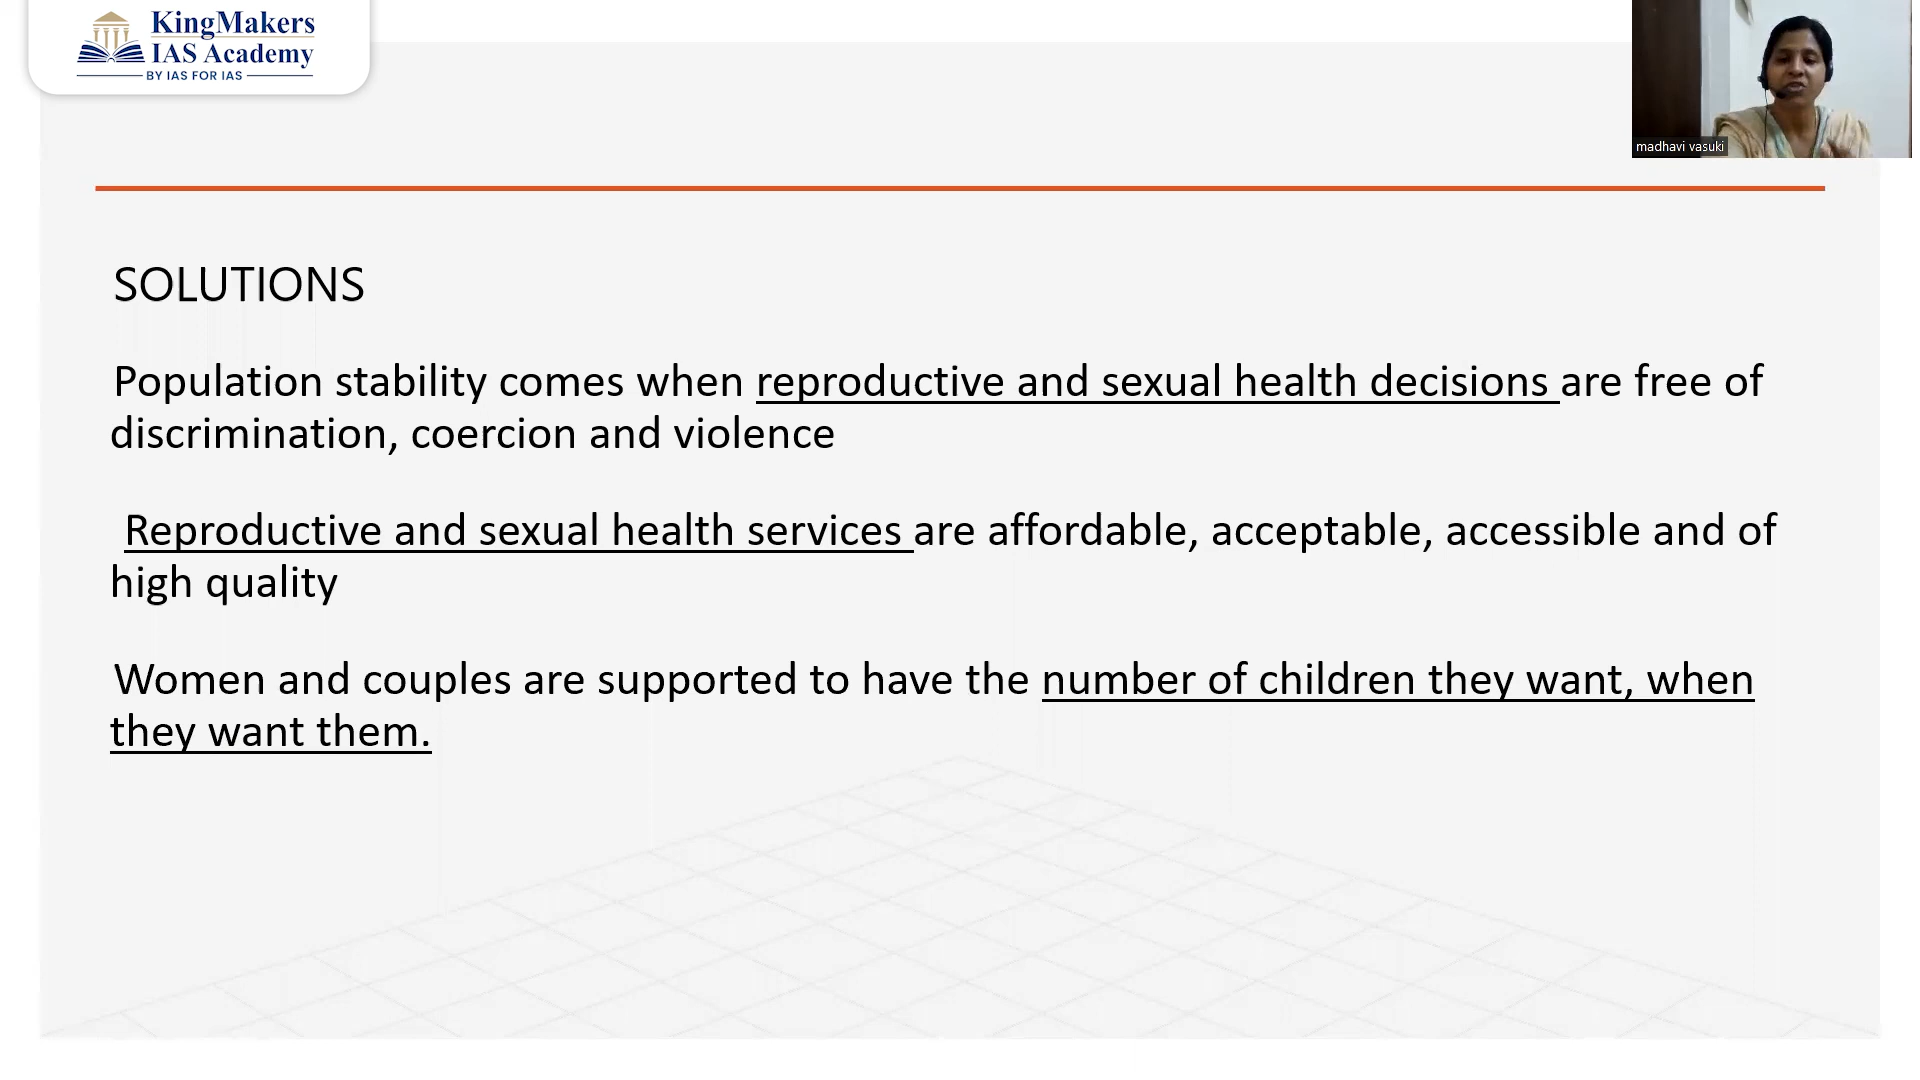 KingMakers
IAS Academy
BY IAS FOR IAS
madhavi vasuki
SOLUTIONS
Population stability comes when reproductive and sexual health decisions are free of
discrimination, coercion and violence
Reproductive and sexual health services are affordable, acceptable, accessible and of
high quality
Women and couples are supported to have the number of children they want, when
they want them.